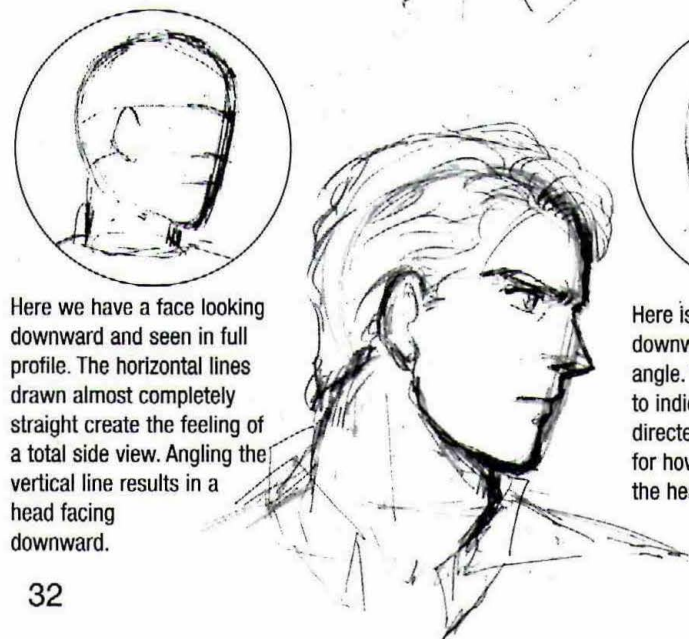 Here we have a face looking
downward and seen in full
profile. The horizontal lines
drawn almost completely
straight create the feeling of
a total side view. Angling the
vertical line results in a
head facing
downward.
32
Here is
downw
angle.
to indi
directe
for how
the hea